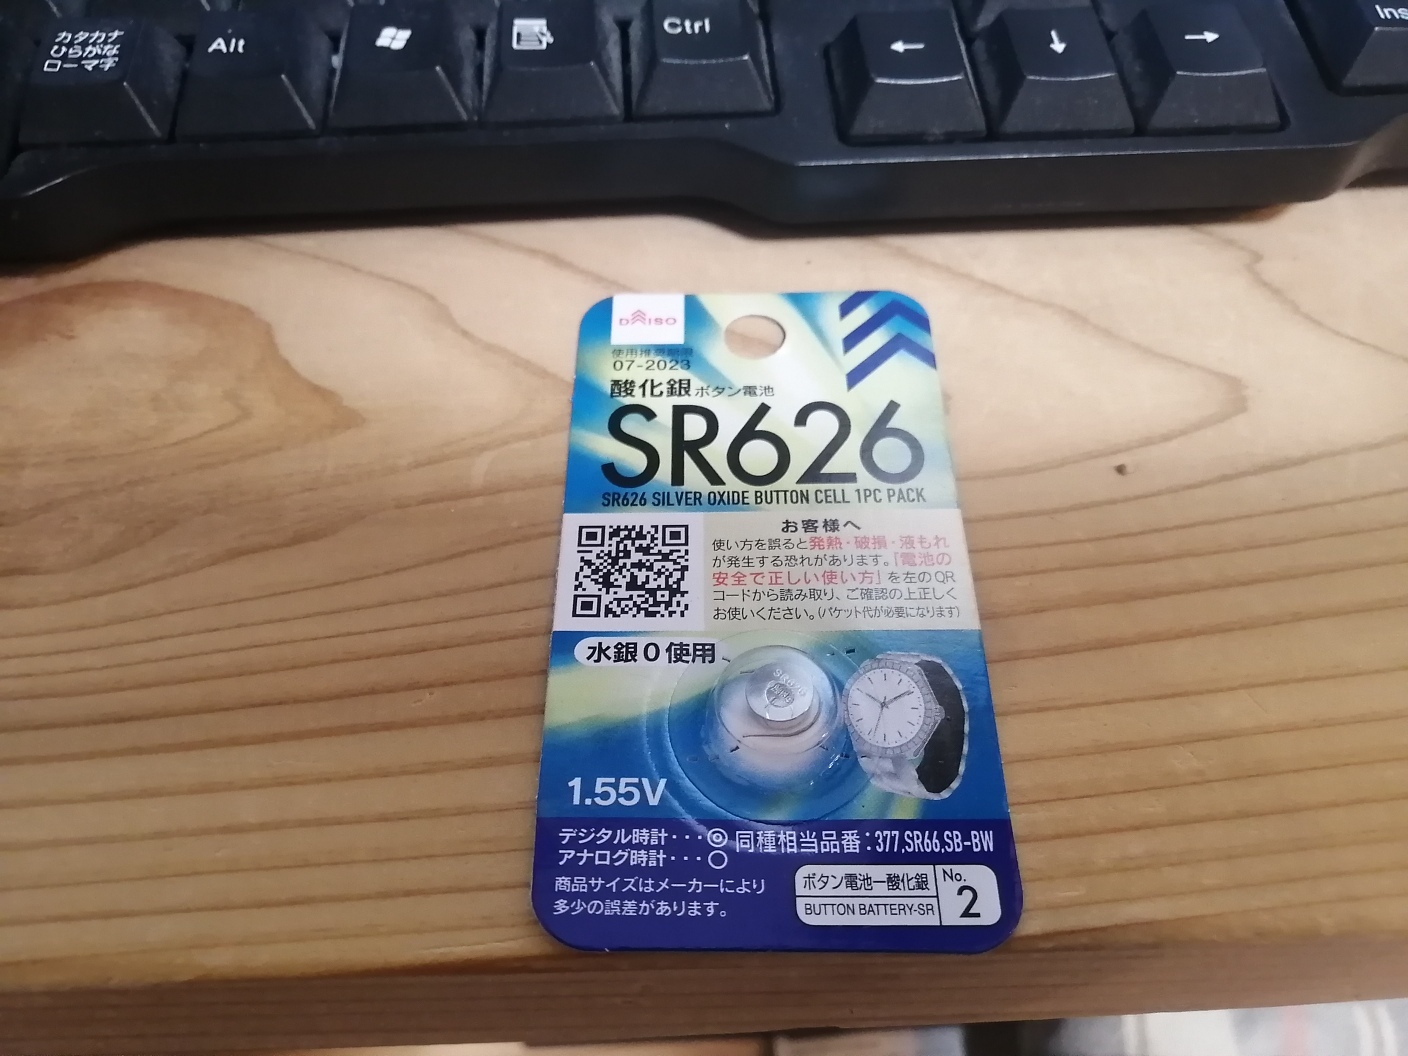 カタカナ
ひらがな
ローマ字
Alt
Ctrl
←
↓
→
Ins
DAISO
使用推奨期限
07-2023
酸化銀ボタン電池
SR626
SR626 SILVER OXIDE BUTTON CELL 1PC PACK
お客様へ
使い方を誤ると発熱・破損・液もれ
が発生する恐れがあります。「電池の
安全で正しい使い方」を左のQR
コードから読み取り、ご確認の上正しく
お使いください。(パケット代が必要になります)
水銀0使用
1.55V
デジタル時計・・・◎
アナログ時計・・・○
同種相当品番：377,SR66,SB-BW
商品サイズはメーカーにより
多少の誤差があります。
ボタン電池ー酸化銀
BUTTON BATTERY-SR
No.
2